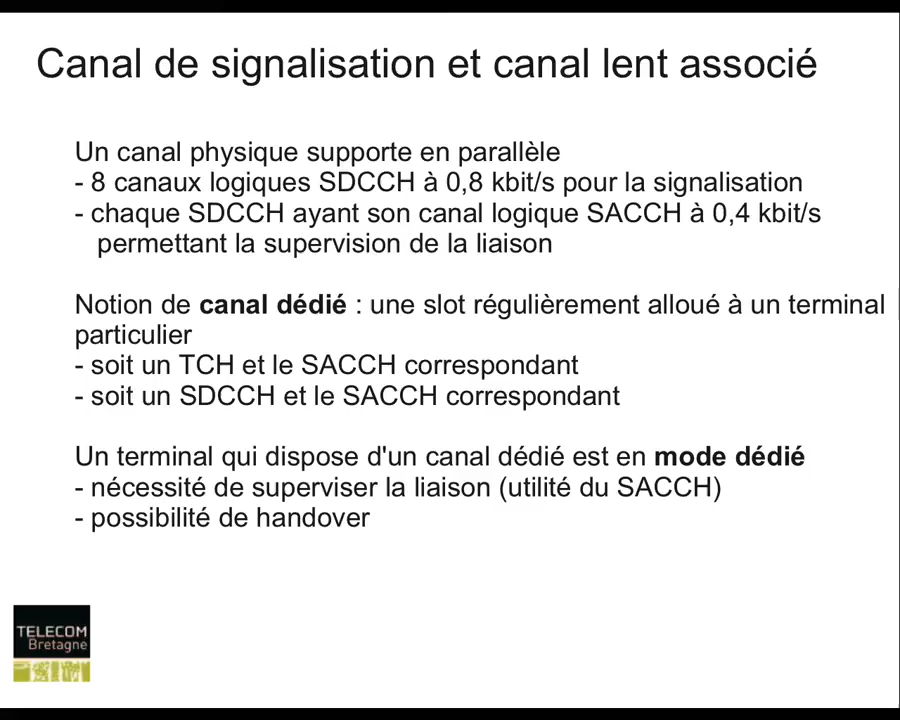 Canal de signalisation et canal lent associé
Un canal physique supporte en parallèle
- 8 canaux logiques SDCCH à 0,8 kbit/s pour la signalisation
- chaque SDCCH ayant son canal logique SACCH à 0,4 kbit/s
permettant la supervision de la liaison
Notion de canal dédié : une slot régulièrement alloué à un terminal
particulier
- soit un TCH et le SACCH correspondant
- soit un SDCCH et le SACCH correspondant
Un terminal qui dispose d'un canal dédié est en mode dédié
- nécessité de superviser la liaison (utilité du SACCH)
- possibilité de handover
TELECOM
Bretagne